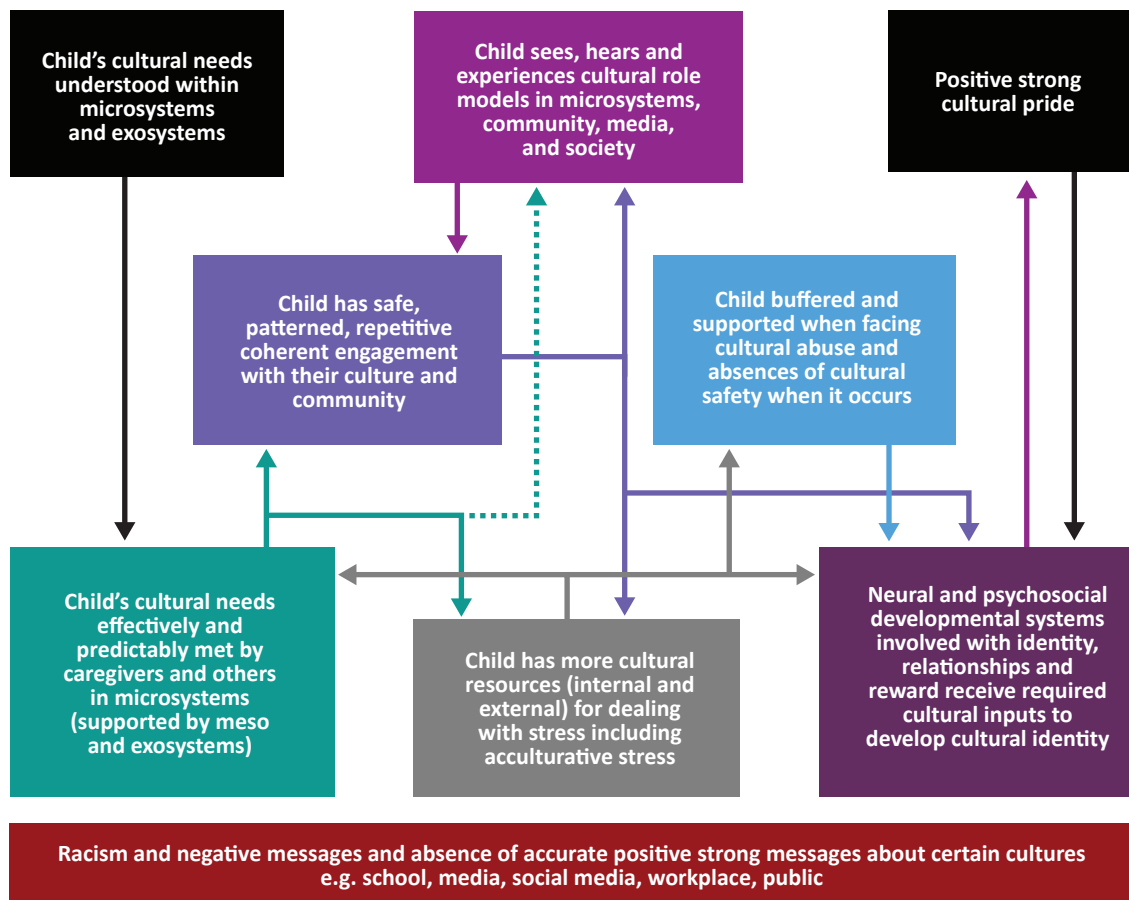 Child’s cultural needs
understood within
microsystems
and exosystems
Child sees, hears and
experiences cultural role
models in microsystems,
community, media,
and society
Positive strong
cultural pride
Child has safe,
patterned, repetitive
coherent engagement
with their culture and
community
Child buffered and
supported when facing
cultural abuse and
absences of cultural
safety when it occurs
Child’s cultural needs
effectively and
predictably met by
caregivers and others
in microsystems
(supported by meso
and exosystems)
Child has more cultural
resources (internal and
external) for dealing
with stress including
acculturative stress
Neural and psychosocial
developmental systems
involved with identity,
relationships and
reward receive required
cultural inputs to
develop cultural identity
Racism and negative messages and absence of accurate positive strong messages about certain cultures
e.g. school, media, social media, workplace, public